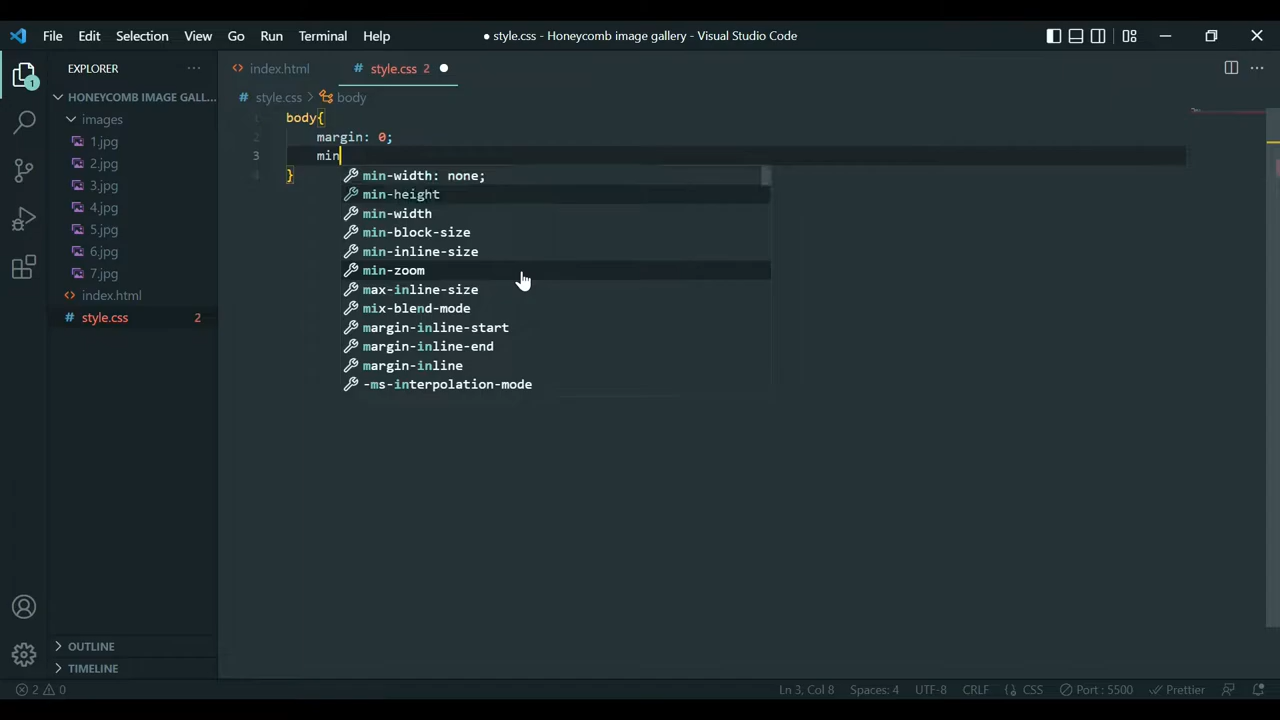 File Edit Selection View Go Run Terminal Help ● style.css - Honeycomb image gallery - Visual Studio Code
EXPLORER ···
HONEYCOMB IMAGE GALL...
images
1.jpg
2.jpg
3.jpg
4.jpg
5.jpg
6.jpg
7.jpg
<> index.html
# style.css 2
OUTLINE
TIMELINE
1
<> index.html # style.css 2 ●
# style.css > body
1 body{
2 margin: 0;
3 min
4 }
min-width: none;
min-height
min-width
min-block-size
min-inline-size
min-zoom
max-inline-size
mix-blend-mode
margin-inline-start
margin-inline-end
margin-inline
-ms-interpolation-mode
2 0 Ln 3, Col 8 Spaces: 4 UTF-8 CRLF {} CSS Port : 5500 Prettier